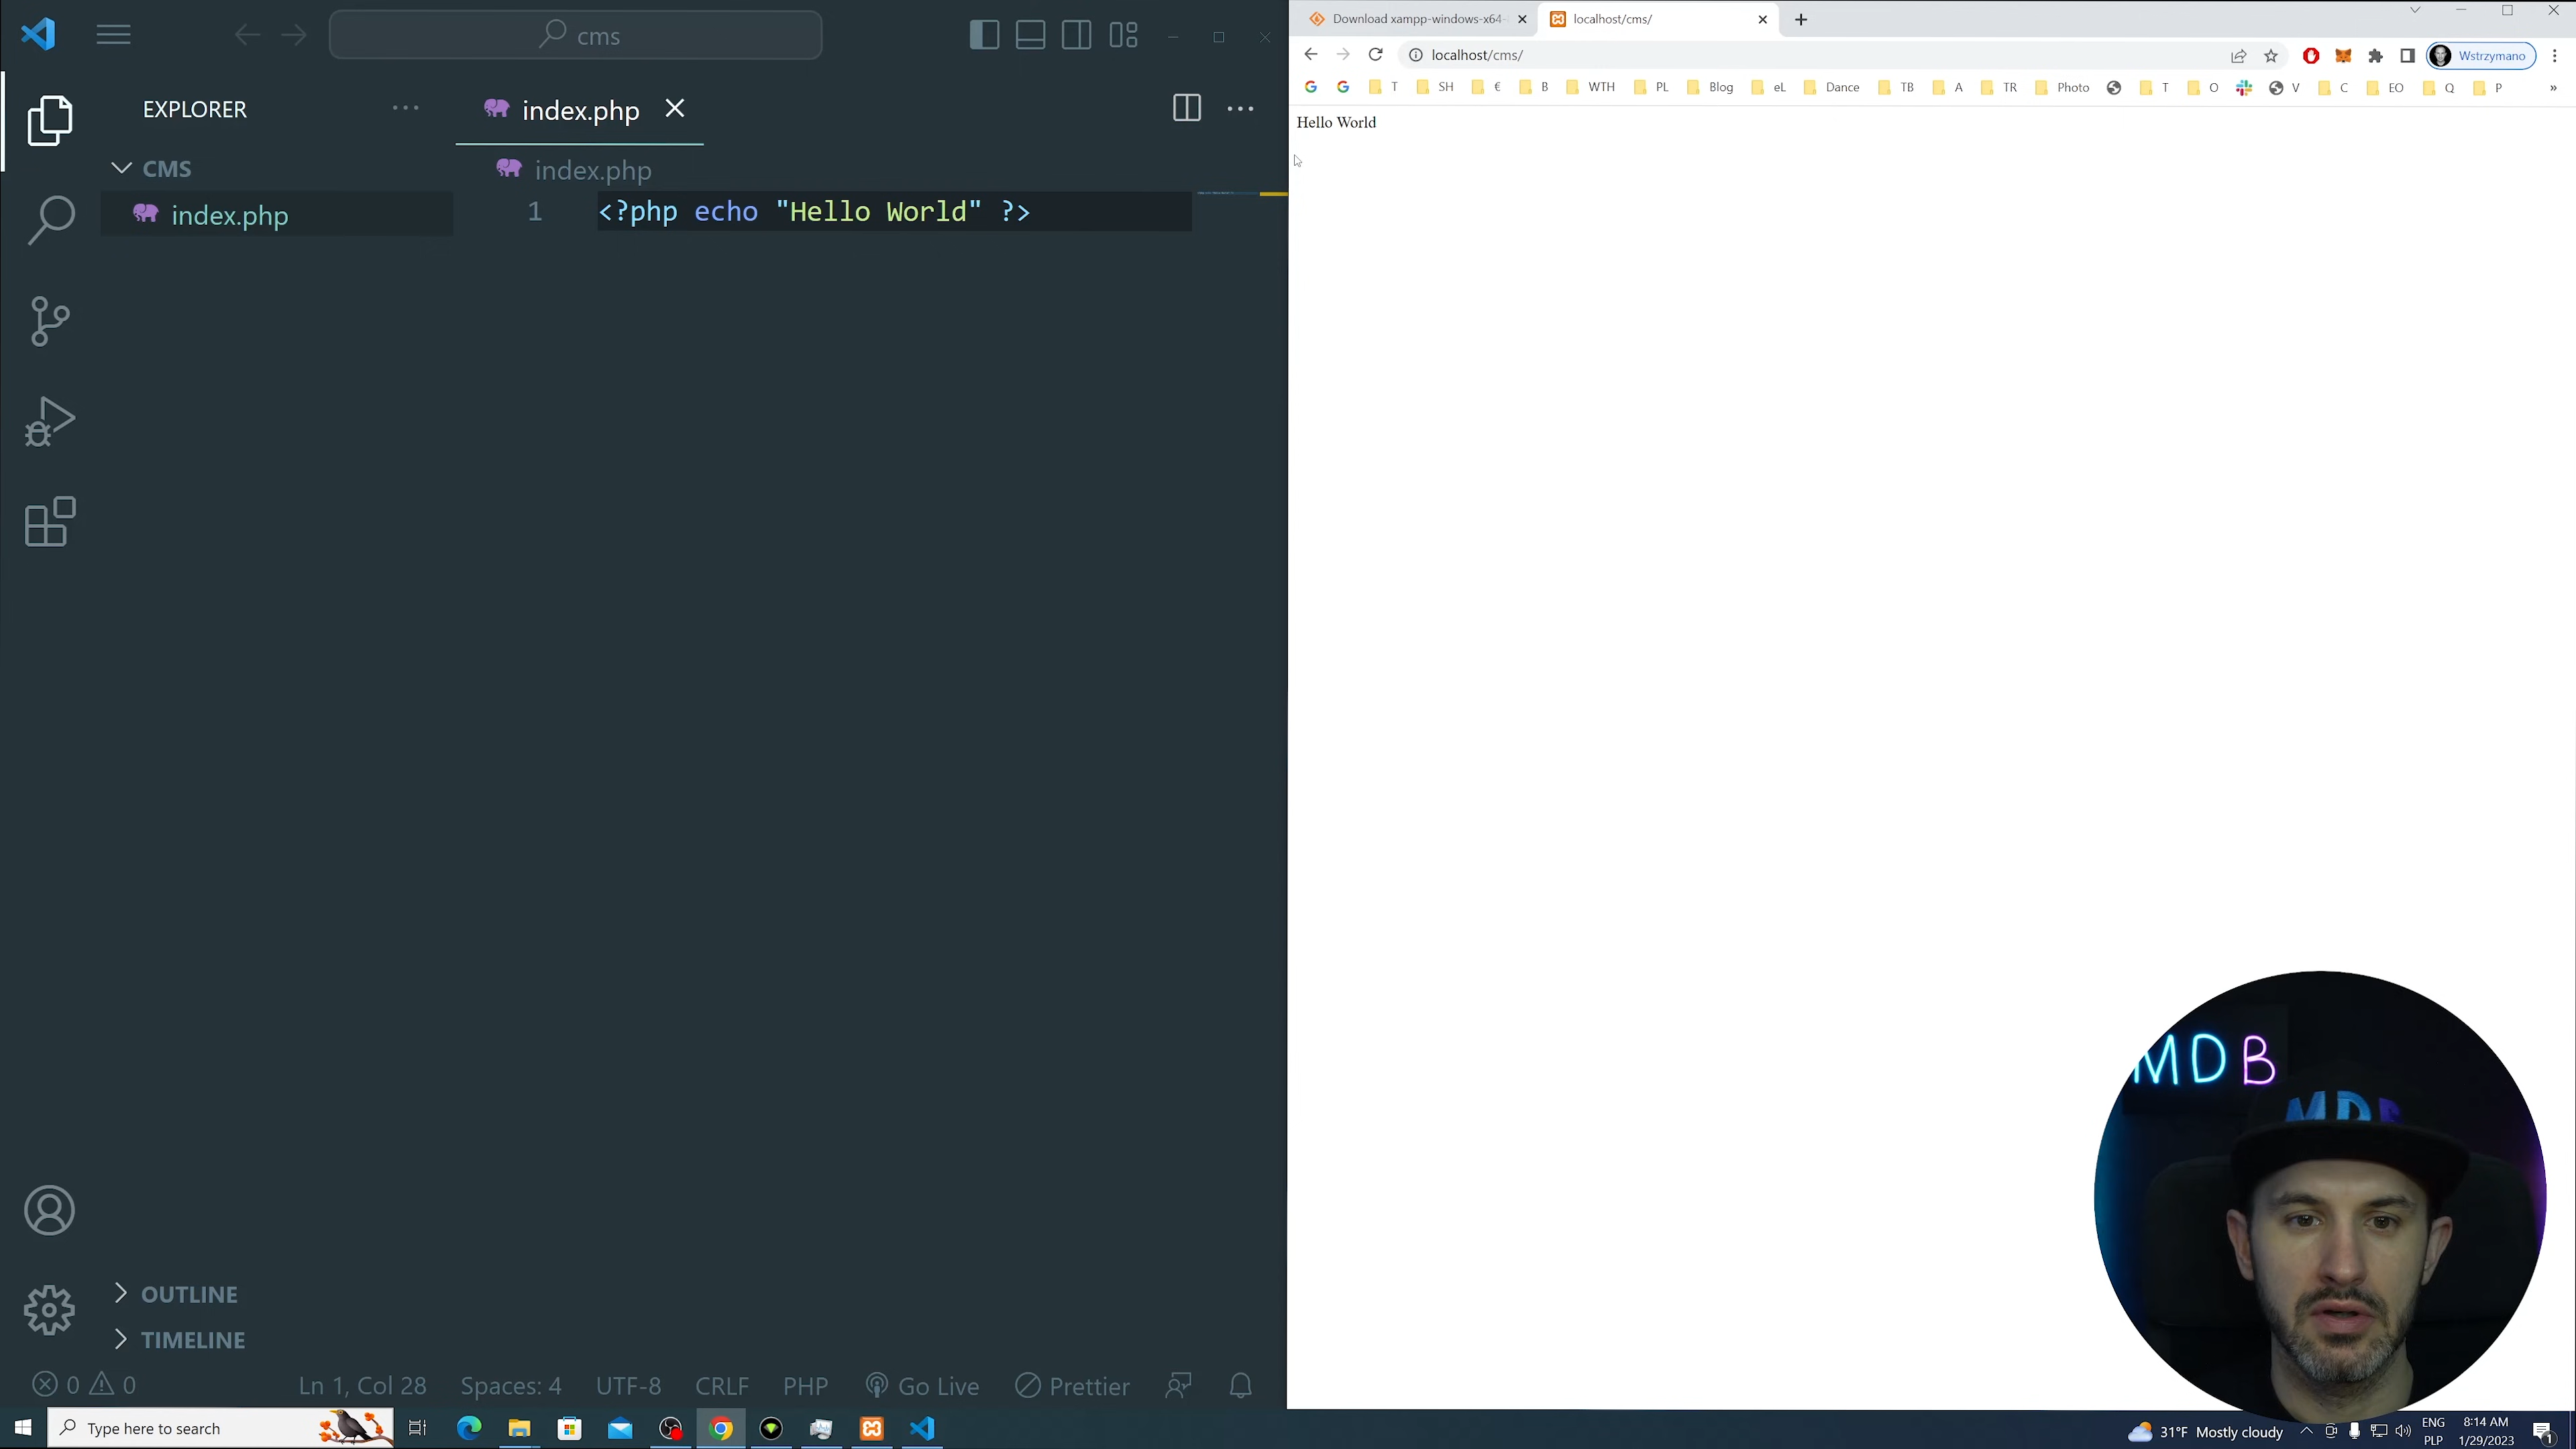 cms
EXPLORER
CMS
index.php
index.php
index.php
1 <?php echo "Hello World" ?>
OUTLINE
TIMELINE
0 0 Ln 1, Col 28 Spaces: 4 UTF-8 CRLF PHP Go Live Prettier
Download xampp-windows-x64- localhost/cms/
localhost/cms/ Wstrzymano
T SH € B WTH PL Blog eL Dance TB A TR Photo T O V C EO Q P »
Hello World
MDB
MDB
Type here to search
31°F Mostly cloudy ENG 8:14 AM
PLP 1/29/2023 1